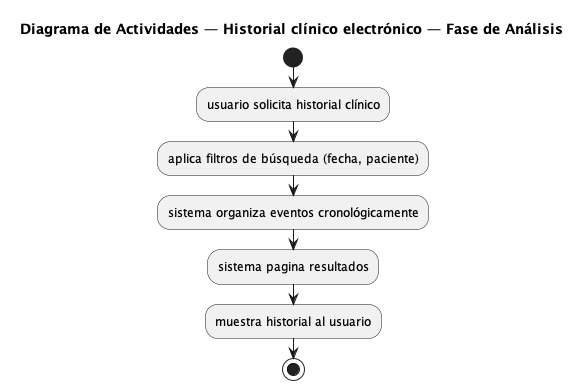 Diagrama de Actividades — Historial clínico electrónico — Fase de Análisis
usuario solicita historial clínico
aplica filtros de búsqueda (fecha, paciente)
sistema organiza eventos cronológicamente
sistema pagina resultados
muestra historial al usuario